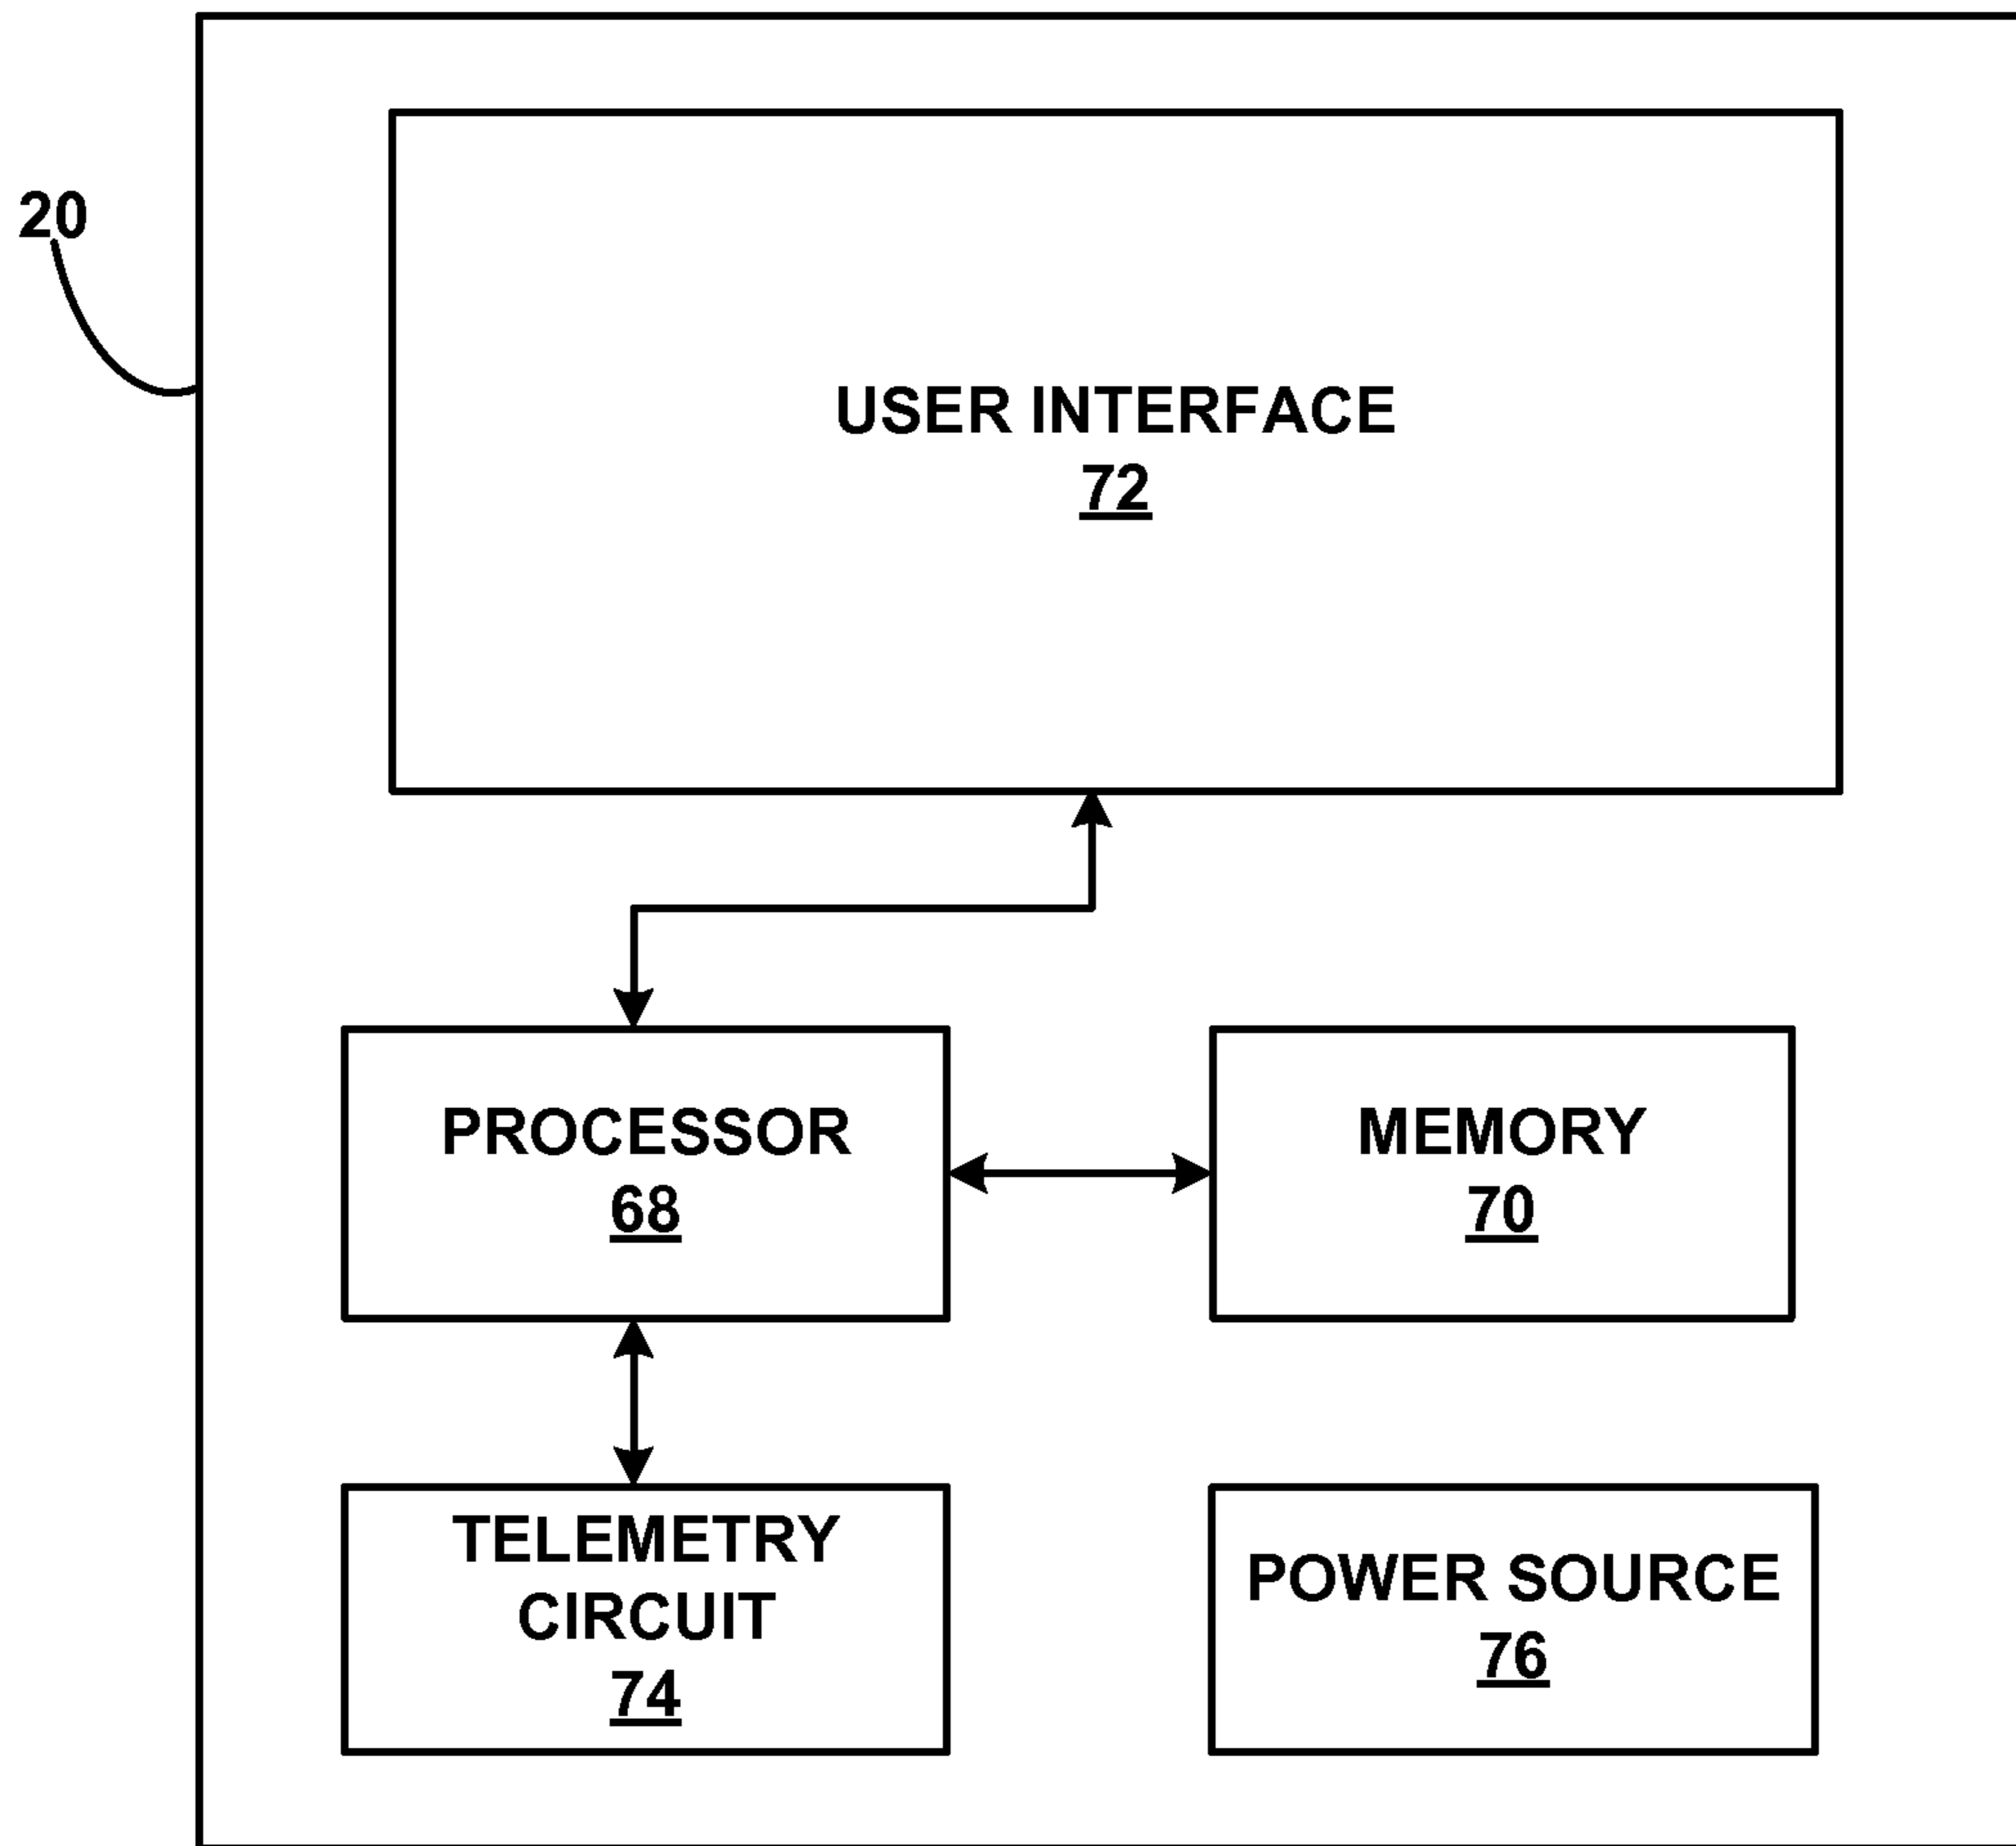 20
USER INTERFACE
72
PROCESSOR
68
MEMORY
70
TELEMETRY
CIRCUIT
74
POWER SOURCE
76